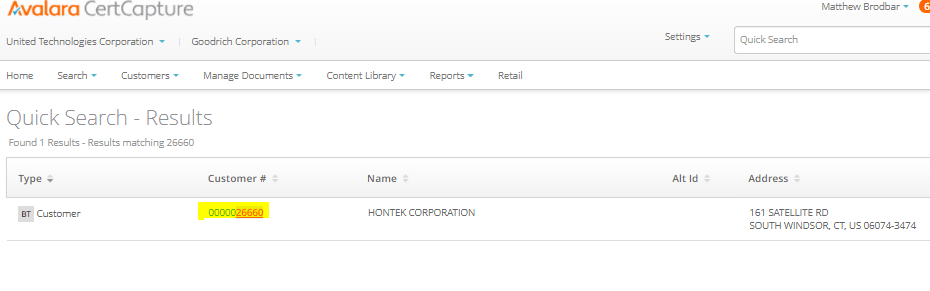 Avalara CertCapture
Matthew Brodbar
6
United Technologies Corporation
Goodrich Corporation
Settings
Quick Search
Home
Search
Customers
Manage Documents
Content Library
Reports
Retail
Quick Search - Results
Found 1 Results - Results matching 26660
Type
Customer #
Name
Alt Id
Address
BT Customer
0000026660
HONTEK CORPORATION
161 SATELLITE RD
SOUTH WINDSOR, CT, US 06074-3474